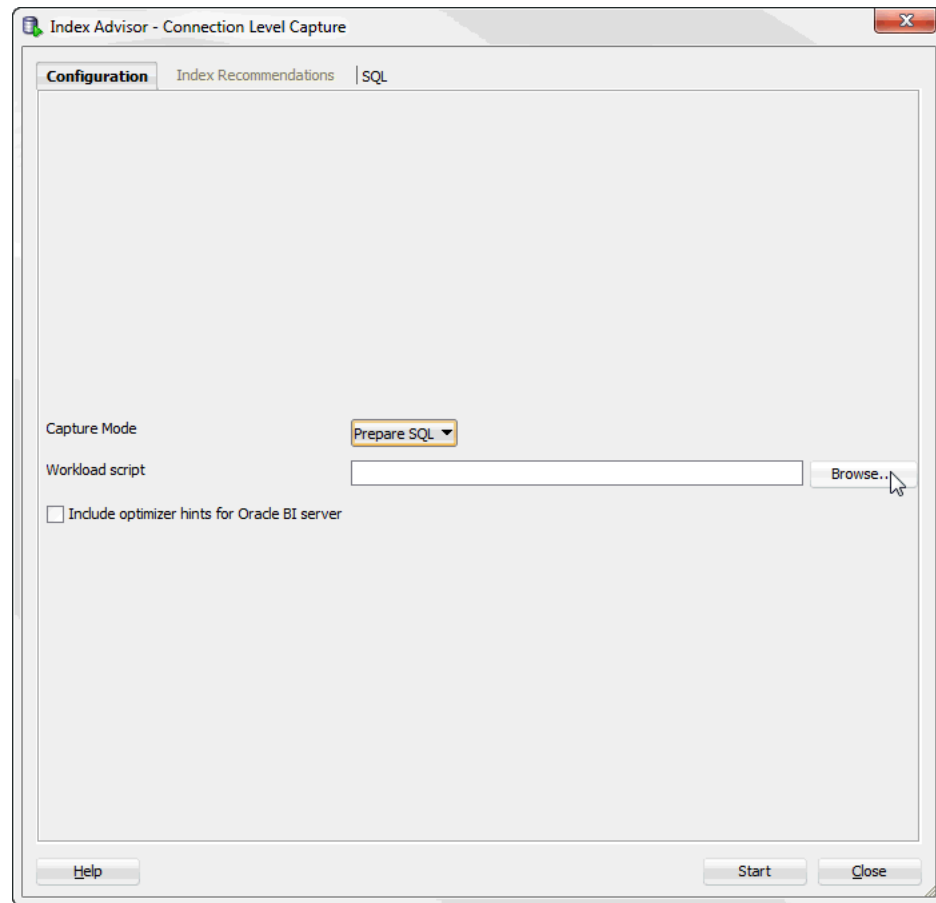 Index Advisor - Connection Level Capture
Configuration Index Recommendations SQL
Capture Mode Prepare SQL
Workload script Browse...
Include optimizer hints for Oracle BI server
Help Start Close